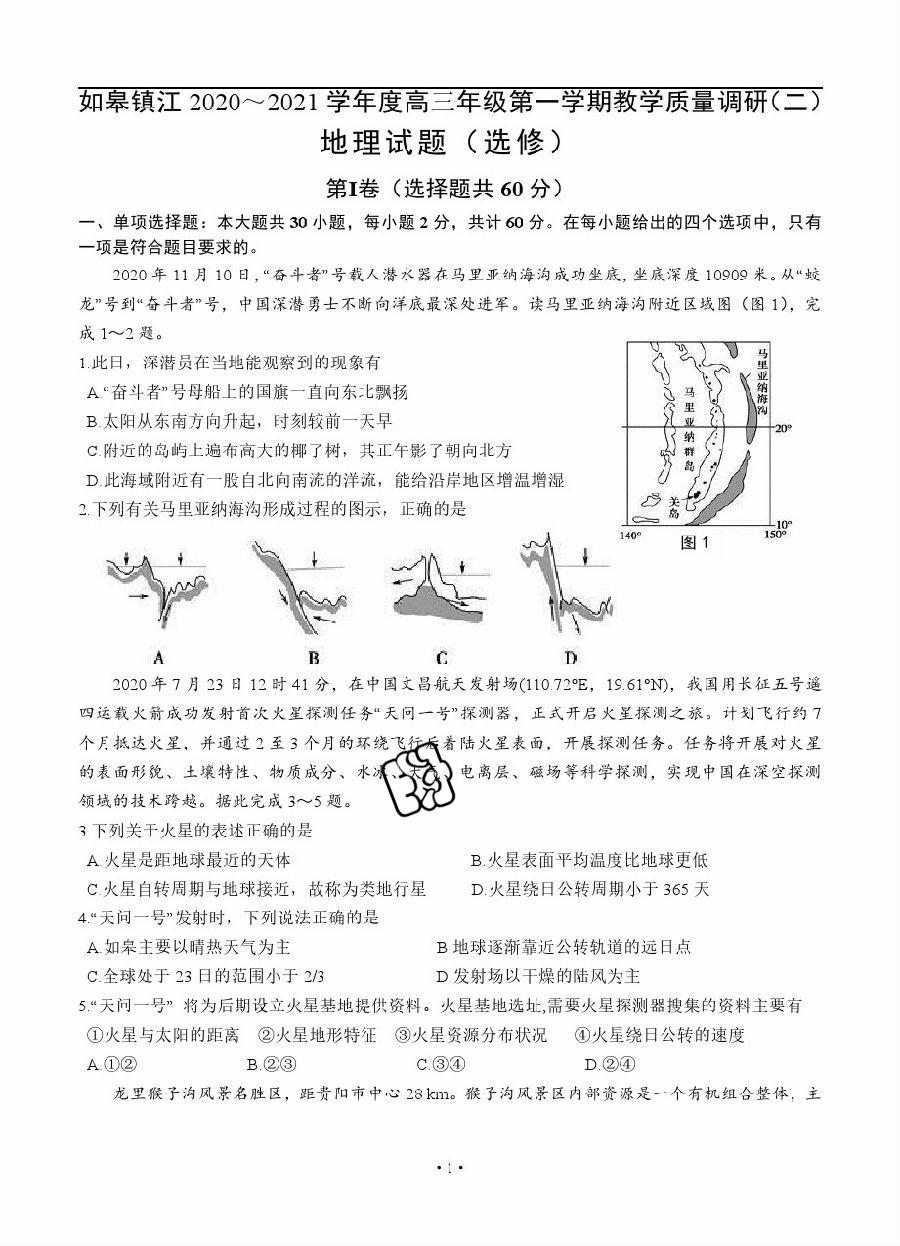 如皋镇江 2020～2021 学年度高三年级第一学期教学质量调研（二）
地理试题（选修）
第I卷（选择题共 60 分）
一、单项选择题：本大题共 30 小题，每小题 2 分，共计 60 分。在每小题给出的四个选项中，只有
一项是符合题目要求的。
2020 年 11 月 10 日，“奋斗者”号载人潜水器在马里亚纳海沟成功坐底，坐底深度 10909 米。从“蛟
龙”号到“奋斗者”号，中国深潜勇士不断向洋底最深处进军。读马里亚纳海沟附近区域图（图 1），完
成 1～2 题。
1.此日，深潜员在当地能观察到的现象有
A.“奋斗者”号母船上的国旗一直向东北飘扬
B.太阳从东南方向升起，时刻较前一天早
C.附近的岛屿上遍布高大的椰了树，其正午影了朝向北方
D.此海域附近有一股自北向南流的洋流，能给沿岸地区增温增湿
马里亚纳海沟
马里亚纳群岛
关岛
20°
10°
140°
150°
图 1
2.下列有关马里亚纳海沟形成过程的图示，正确的是
A B C D
2020 年 7 月 23 日 12 时 41 分，在中国文昌航天发射场(110.72°E，19.61°N)，我国用长征五号遥
四运载火箭成功发射首次火星探测任务“天问一号”探测器，正式开启火星探测之旅。计划飞行约 7
个月抵达火星，并通过 2 至 3 个月的环绕飞行后着陆火星表面，开展探测任务。任务将开展对火星
的表面形貌、土壤特性、物质成分、水冰、大气、电离层、磁场等科学探测，实现中国在深空探测
领域的技术跨越。据此完成 3～5 题。
3 下列关于火星的表述正确的是
A.火星是距地球最近的天体 B.火星表面平均温度比地球更低
C.火星自转周期与地球接近，故称为类地行星 D.火星绕日公转周期小于 365 天
4.“天问一号”发射时，下列说法正确的是
A.如皋主要以晴热天气为主 B 地球逐渐靠近公转轨道的远日点
C.全球处于 23 日的范围小于 2/3 D 发射场以干燥的陆风为主
5.“天问一号” 将为后期设立火星基地提供资料。火星基地选址,需要火星探测器搜集的资料主要有
①火星与太阳的距离 ②火星地形特征 ③火星资源分布状况 ④火星绕日公转的速度
A.①② B.②③ C.③④ D.②④
龙里猴子沟风景名胜区，距贵阳市中心 28 km。猴子沟风景区内部资源是一个有机组合整体，主
·1·